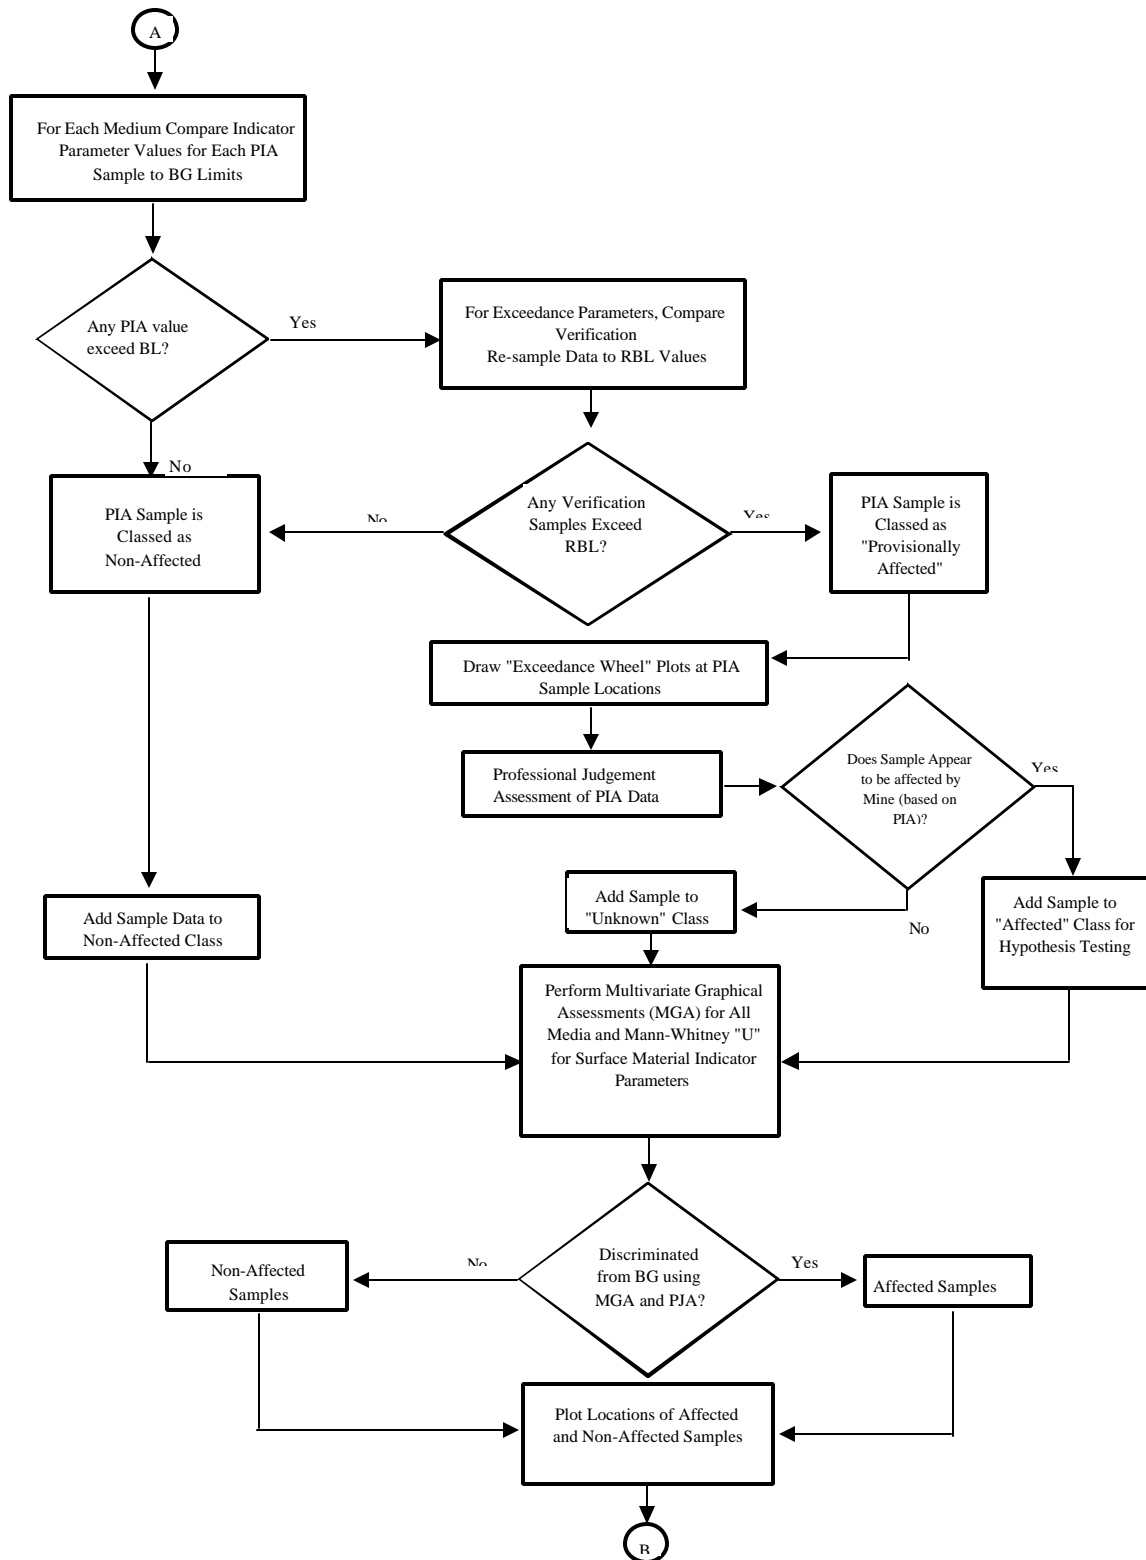 A
For Each Medium Compare Indicator
Parameter Values for Each PIA
Sample to BG Limits
Any PIA value
exceed BL?
Yes
For Exceedance Parameters, Compare
Verification
Re-sample Data to RBL Values
No
PIA Sample is
Classed as
Non-Affected
No
Any Verification
Samples Exceed
RBL?
Yes
PIA Sample is
Classed as
"Provisionally
Affected"
Draw "Exceedance Wheel" Plots at PIA
Sample Locations
Professional Judgement
Assessment of PIA Data
Does Sample Appear
to be affected by
Mine (based on
PIA)?
Yes
No
Add Sample to
"Unknown" Class
Add Sample to
"Affected" Class for
Hypothesis Testing
Add Sample Data to
Non-Affected Class
Perform Multivariate Graphical
Assessments (MGA) for All
Media and Mann-Whitney "U"
for Surface Material Indicator
Parameters
Discriminated
from BG using
MGA and PJA?
No
Non-Affected
Samples
Yes
Affected Samples
Plot Locations of Affected
and Non-Affected Samples
B